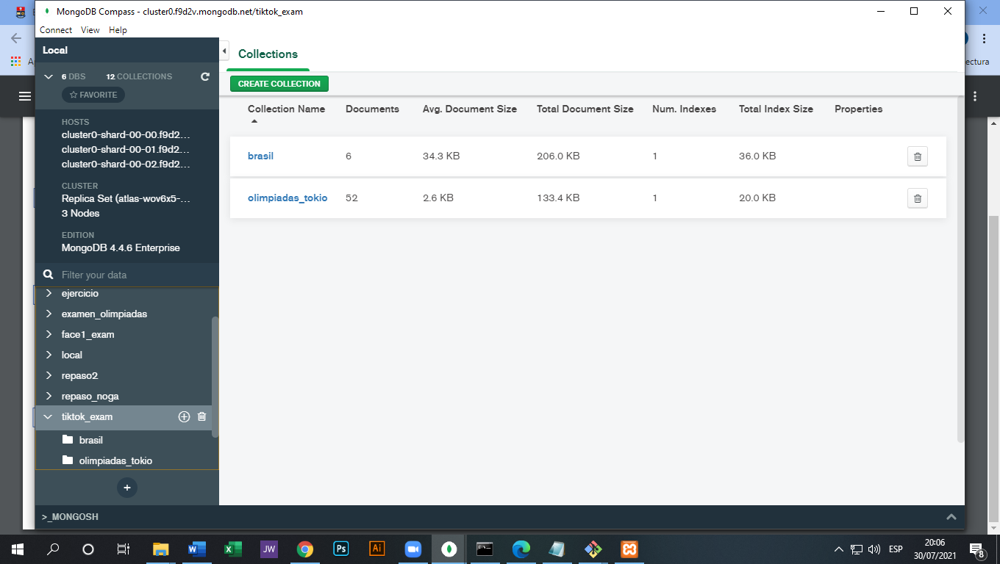 MongoDB Compass - cluster0.f9d2v.mongodb.net/tiktok_exam
Connect View Help
Local
Collections
6 DBS 12 COLLECTIONS
FAVORITE
CREATE COLLECTION
Collection Name Documents Avg. Document Size Total Document Size Num. Indexes Total Index Size Properties
brasil 6 34.3 KB 206.0 KB 1 36.0 KB
olimpiadas_tokio 52 2.6 KB 133.4 KB 1 20.0 KB
HOSTS
cluster0-shard-00-00.f9d2...
cluster0-shard-00-01.f9d2...
cluster0-shard-00-02.f9d2...
CLUSTER
Replica Set (atlas-wov6x5-...
3 Nodes
EDITION
MongoDB 4.4.6 Enterprise
Filter your data
ejercicio
examen_olimpiadas
face1_exam
local
repaso2
repaso_noga
tiktok_exam
brasil
olimpiadas_tokio
>_MONGOSH
JW
Ps
Ai
ESP
20:06
30/07/2021
8